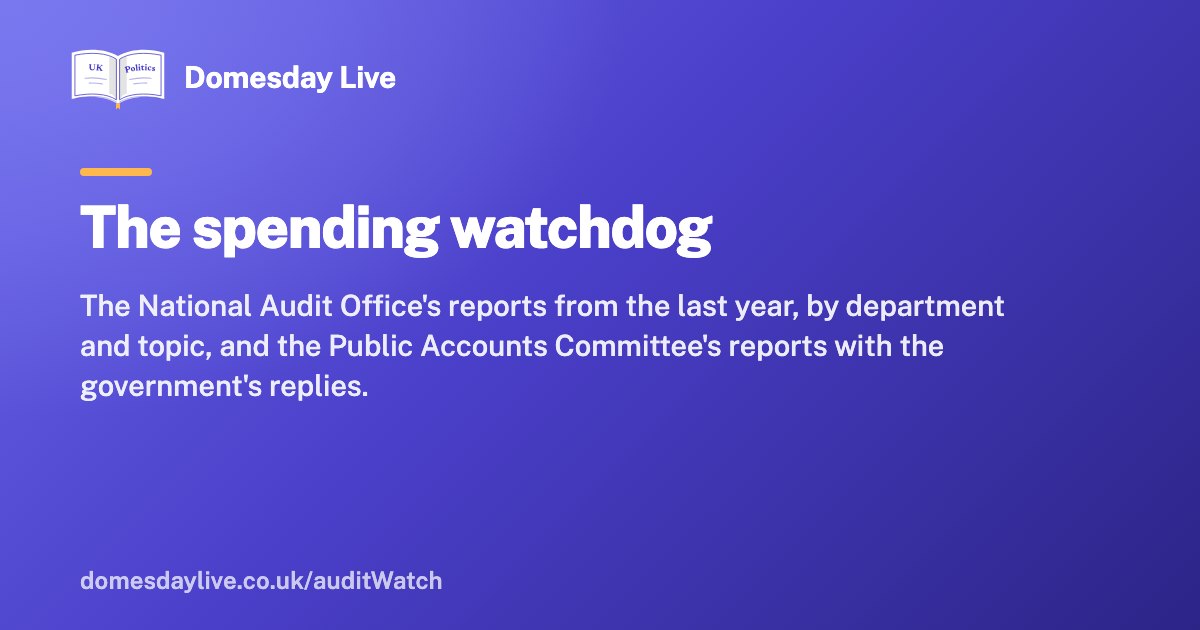 UK Politics
Domesday Live
The spending watchdog
The National Audit Office's reports from the last year, by department
and topic, and the Public Accounts Committee's reports with the
government's replies.
domesdaylive.co.uk/auditWatch